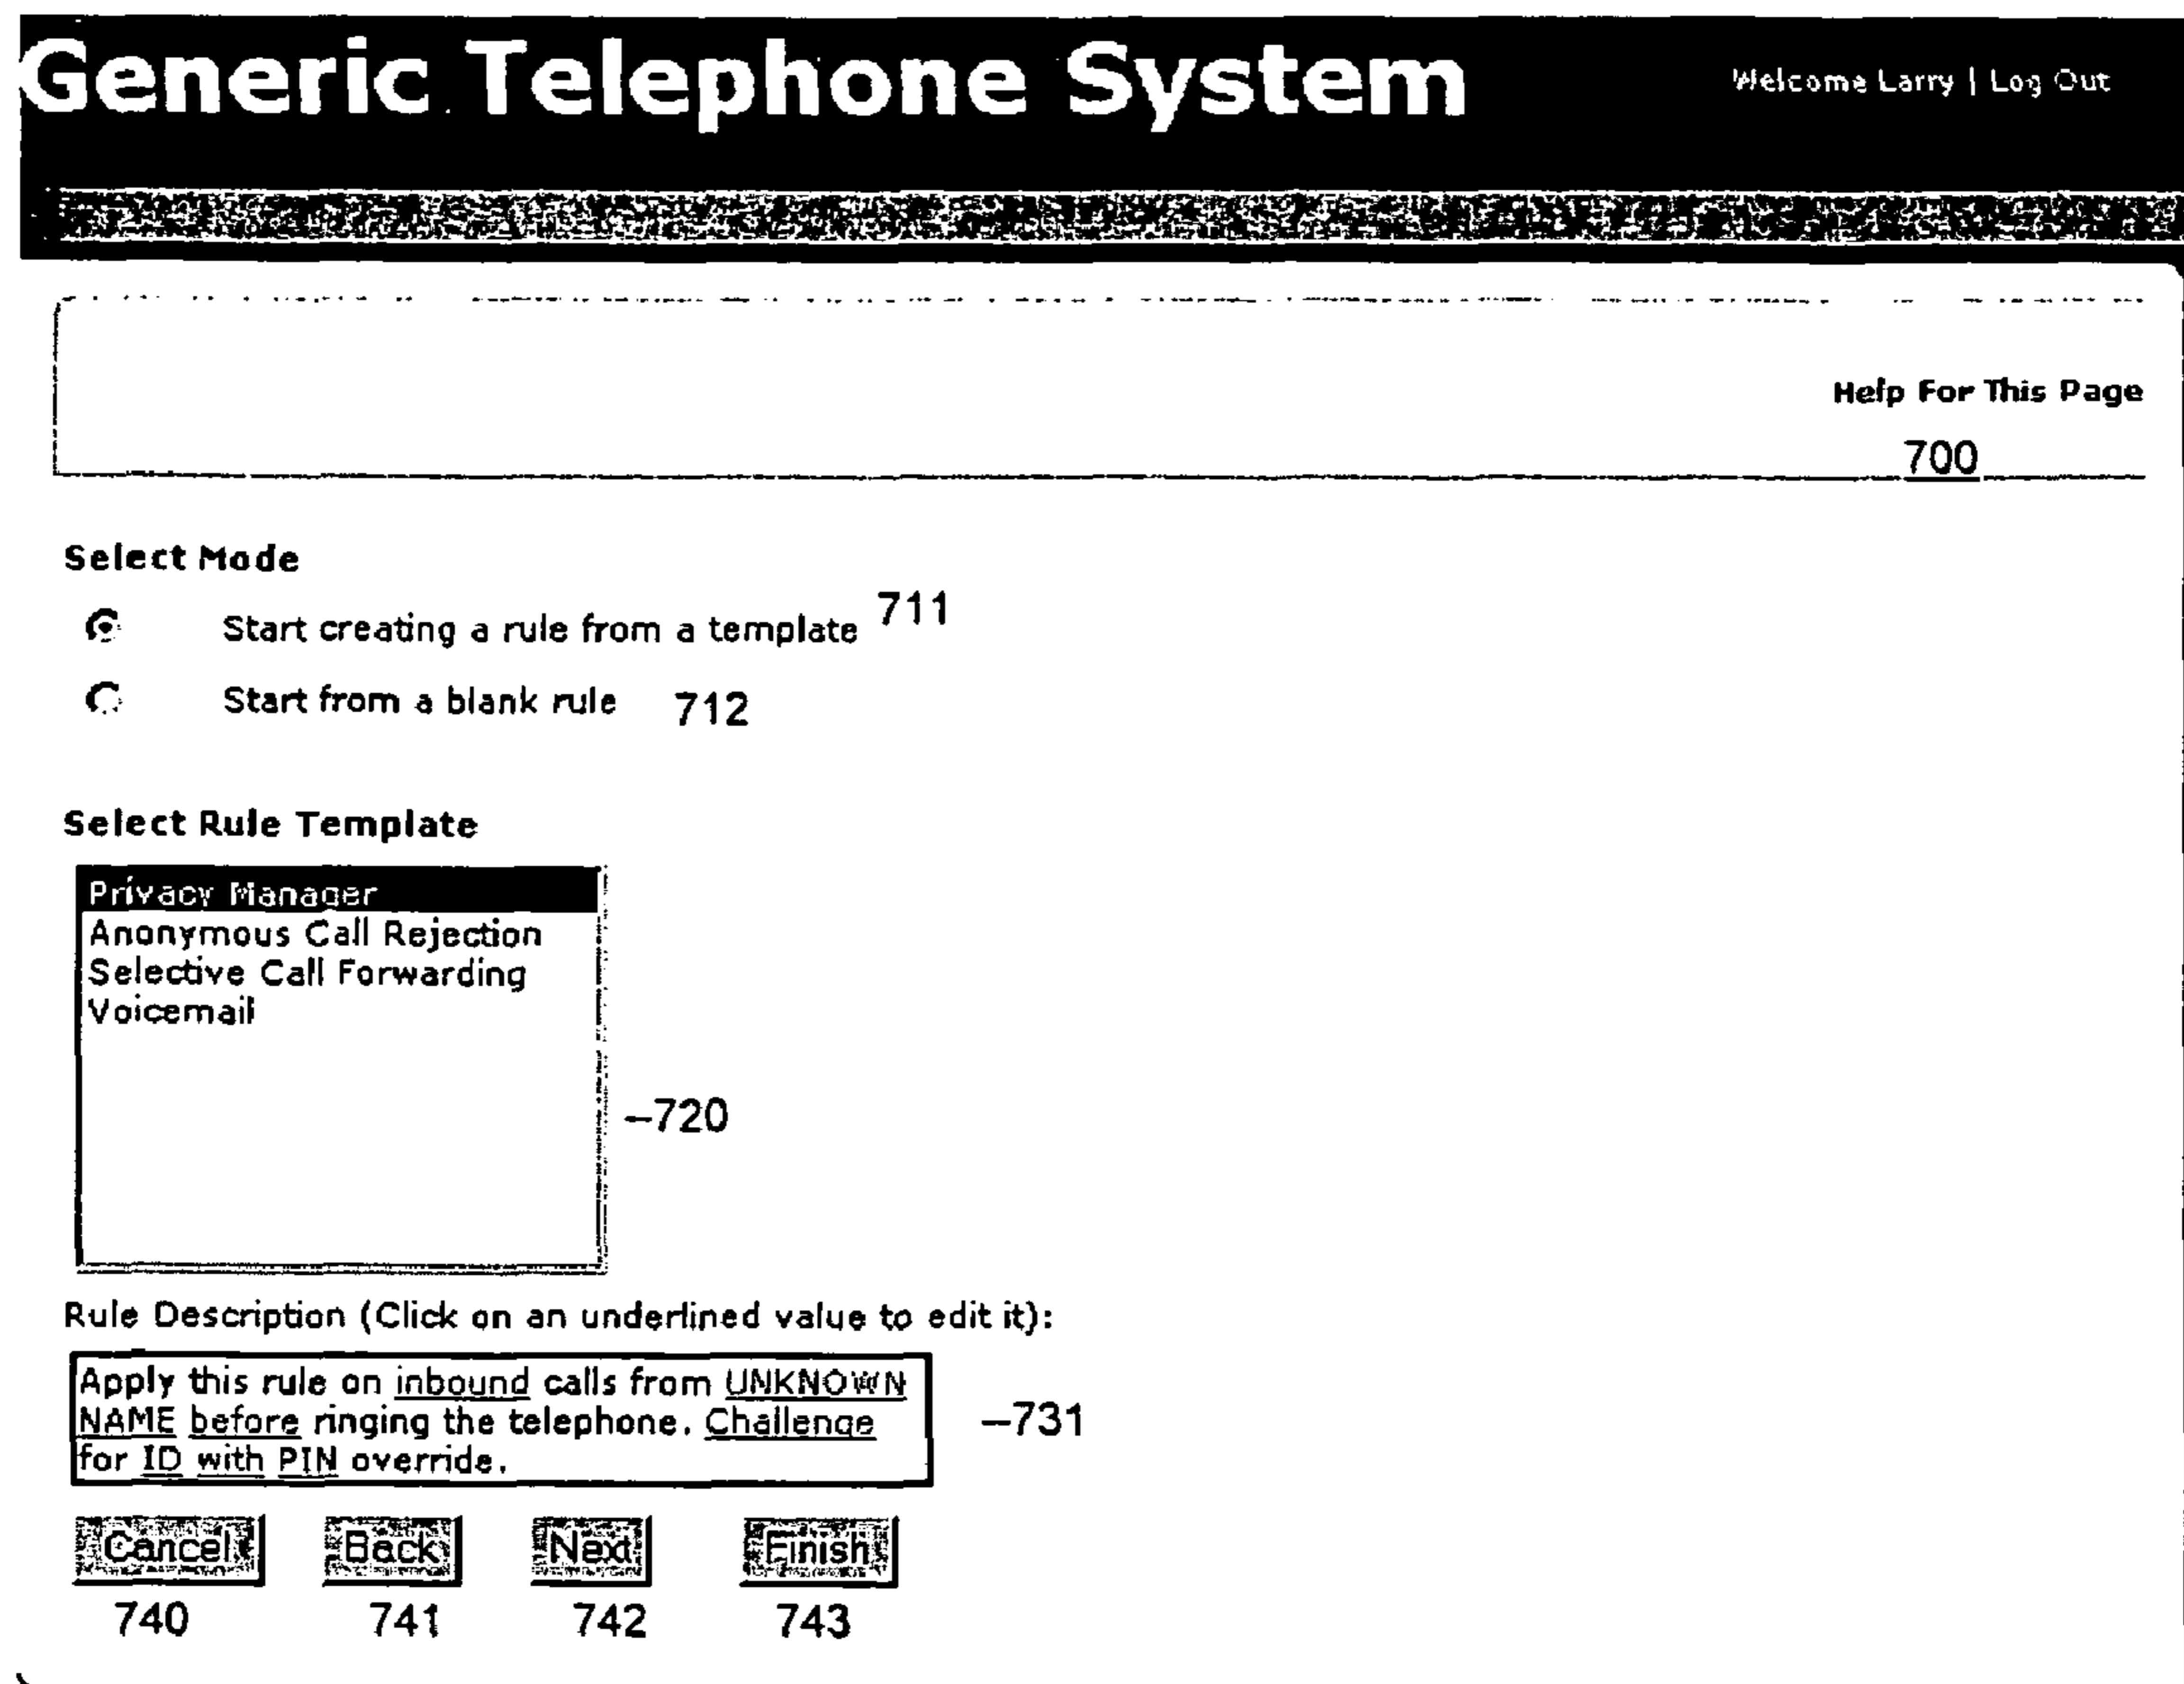 Generic Telephone System
Welcome Larry | Log Out
Help For This Page
700
Select Mode
Start creating a rule from a template 711
Start from a blank rule 712
Select Rule Template
Privacy Manager
Anonymous Call Rejection
Selective Call Forwarding
Voicemail
–720
Rule Description (Click on an underlined value to edit it):
Apply this rule on inbound calls from UNKNOWN
NAME before ringing the telephone. Challenge
for ID with PIN override.
–731
Cancel Back Next Finish
740 741 742 743